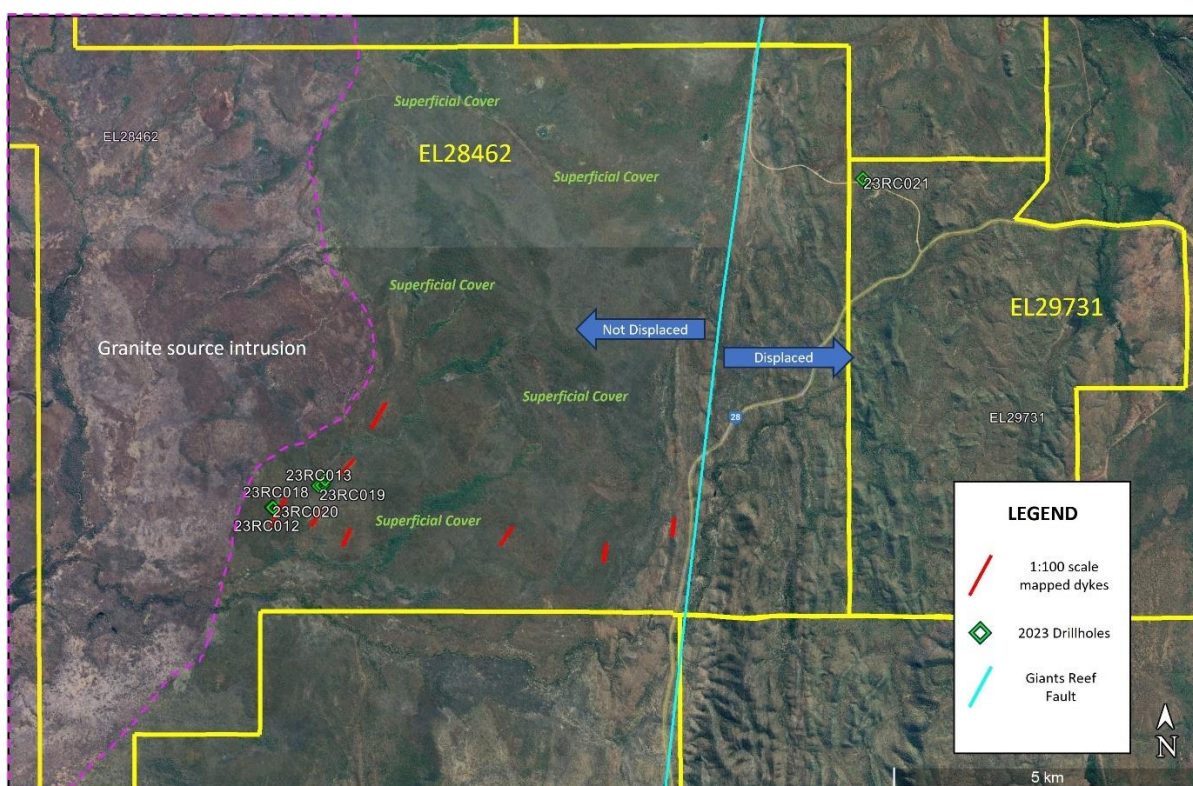 Superficial Cover
EL28462
EL28462
Superficial Cover
23RC021
Superficial Cover
EL29731
Not Displaced
Granite source intrusion
Displaced
Superficial Cover
28
EL29731
23RC013
23RC018
23RC019
23RC020
23RC012
Superficial Cover
LEGEND
1:100 scale
mapped dykes
2023 Drillholes
Giants Reef
Fault
N
5 km